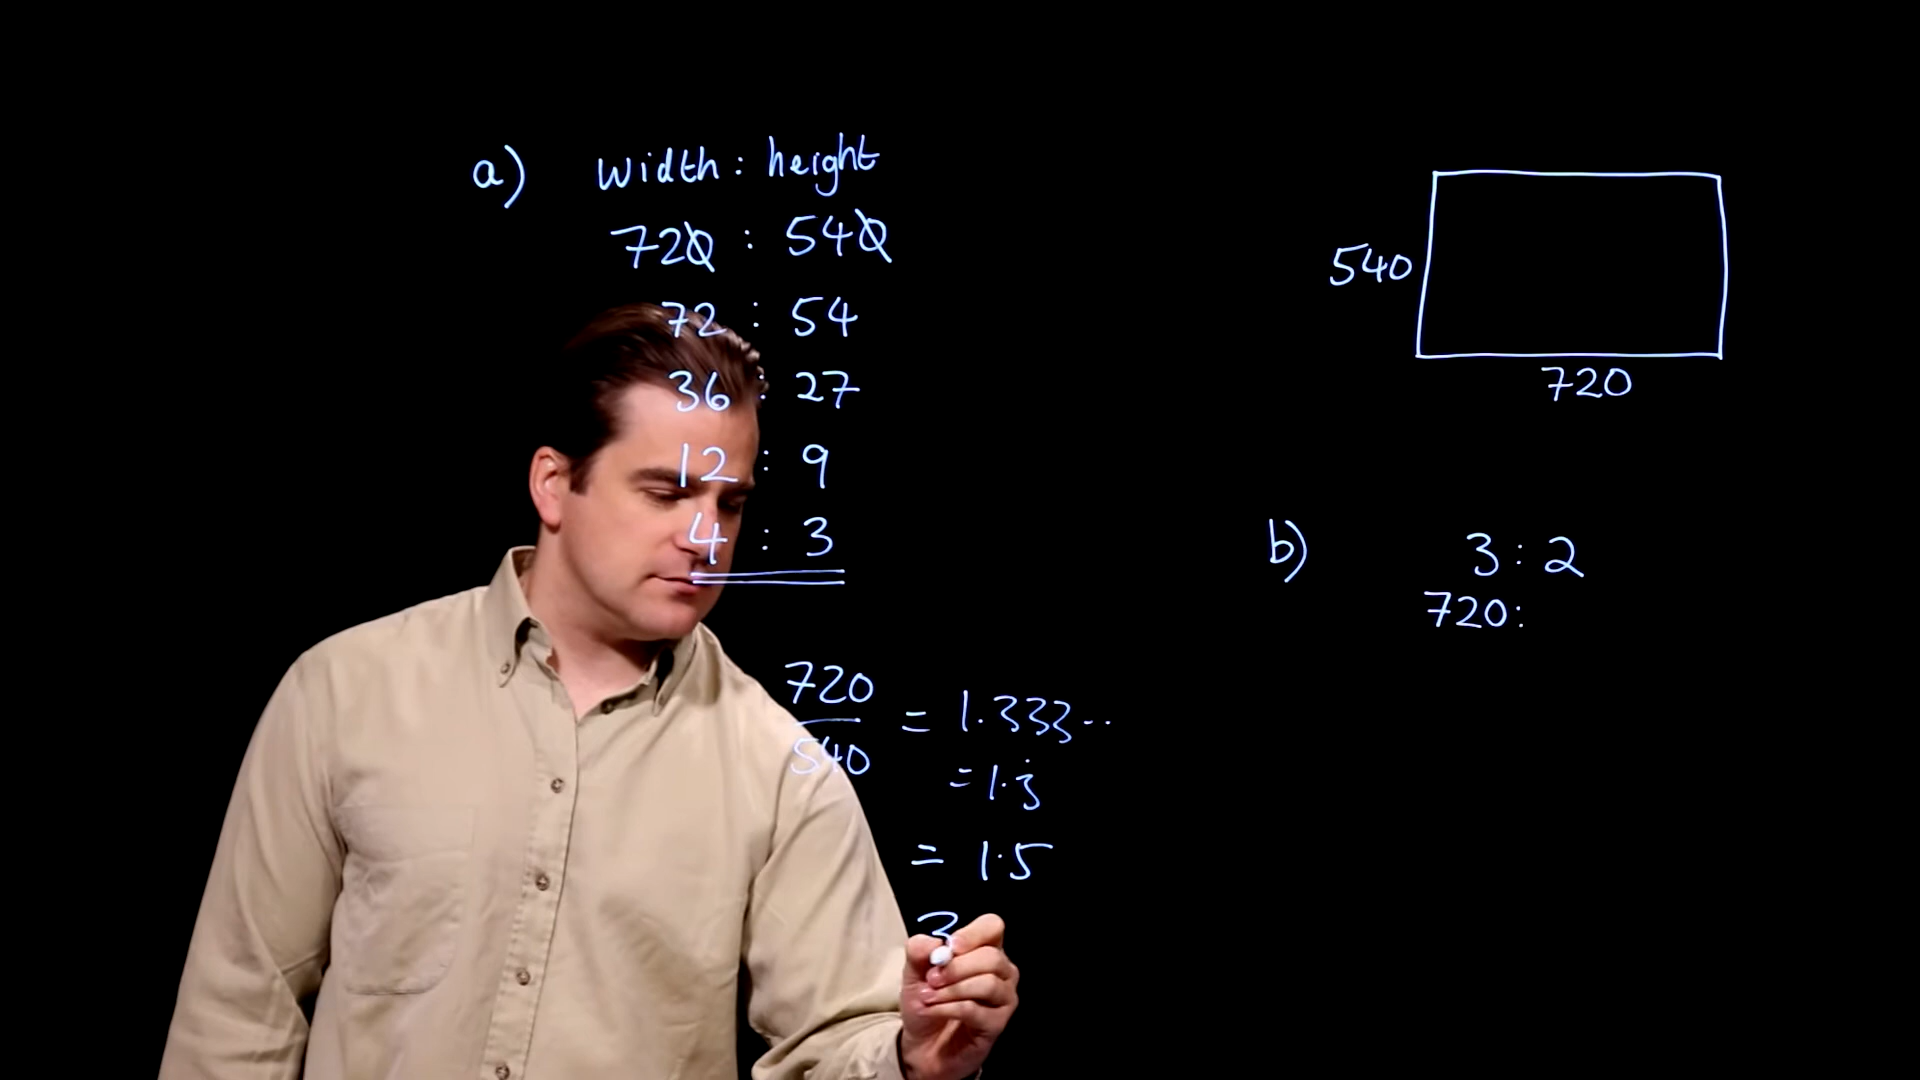 a) width : height
720 : 540
72 : 54
36 : 27
12 : 9
4 : 3
720
540
= 1.333..
= 1.3̇
= 1.5
3
540
720
b) 3 : 2
720 :